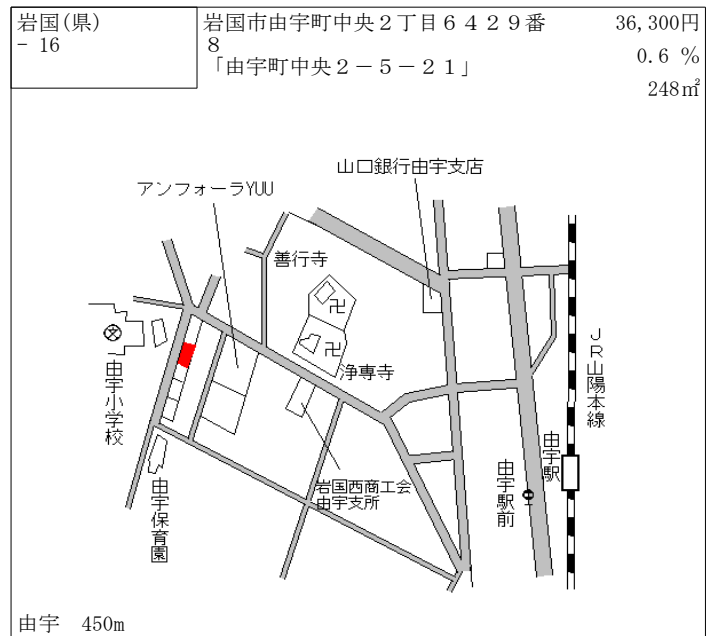 岩国(県)
－ 16
岩国市由宇町中央２丁目６４２９番
８
「由宇町中央２－５－２１」
36,300円
0.6 %
248㎡
山口銀行由宇支店
アンフォーラYUU
善行寺
卍
卍
浄専寺
文
由宇小学校
ＪＲ山陽本線
由宇駅
由宇駅前
岩国西商工会
由宇支所
由宇保育園
由宇　450m